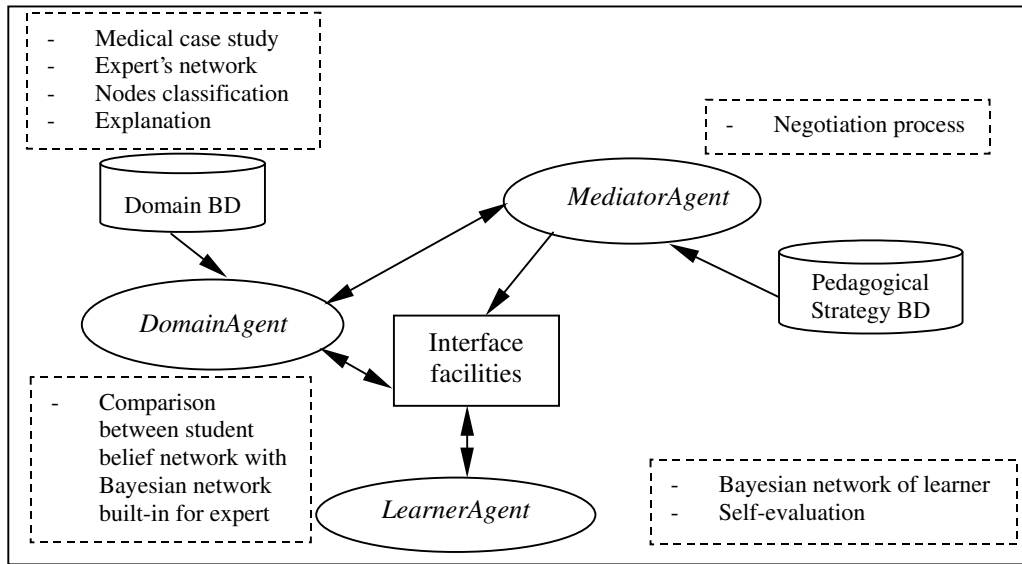 - Medical case study
- Expert's network
- Nodes classification
- Explanation
- Negotiation process
Domain BD
MediatorAgent
Pedagogical
Strategy BD
DomainAgent
Interface
facilities
- Comparison
between student
belief network with
Bayesian network
built-in for expert
LearnerAgent
- Bayesian network of learner
- Self-evaluation